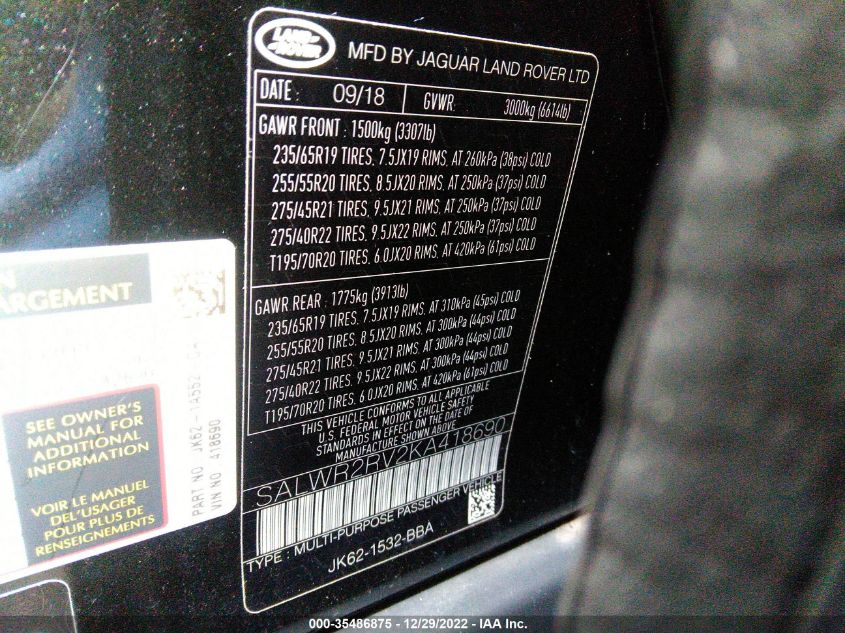 LAND ROVER
MFD BY JAGUAR LAND ROVER LTD
DATE: 09/18 GVWR: 3000kg (6614lb)
GAWR FRONT: 1500kg (3307lb)
235/65R19 TIRES, 7.5JX19 RIMS, AT 260kPa (38psi) COLD
255/55R20 TIRES, 8.5JX20 RIMS, AT 250kPa (37psi) COLD
275/45R21 TIRES, 9.5JX21 RIMS, AT 250kPa (37psi) COLD
275/40R22 TIRES, 9.5JX22 RIMS, AT 250kPa (37psi) COLD
T195/70R20 TIRES, 6.0JX20 RIMS, AT 420kPa (61psi) COLD
GAWR REAR: 1775kg (3913lb)
235/65R19 TIRES, 7.5JX19 RIMS, AT 310kPa (45psi) COLD
255/55R20 TIRES, 8.5JX20 RIMS, AT 300kPa (44psi) COLD
275/45R21 TIRES, 9.5JX21 RIMS, AT 300kPa (44psi) COLD
275/40R22 TIRES, 9.5JX22 RIMS, AT 300kPa (44psi) COLD
T195/70R20 TIRES, 6.0JX20 RIMS, AT 420kPa (61psi) COLD
THIS VEHICLE CONFORMS TO ALL APPLICABLE
U.S. FEDERAL MOTOR VEHICLE SAFETY
STANDARDS IN EFFECT ON THE DATE OF
MANUFACTURE SHOWN ABOVE
SALWR2RV2KA418690
TYPE: MULTI-PURPOSE PASSENGER VEHICLE
JK62-1532-BBA
ARGEMENT
SEE OWNER'S
MANUAL FOR
ADDITIONAL
INFORMATION
VOIR LE MANUEL
DEL'USAGER
POUR PLUS DE
RENSEIGNEMENTS
PART NO
VIN NO 418690
000-35486875 - 12/29/2022 - IAA Inc.